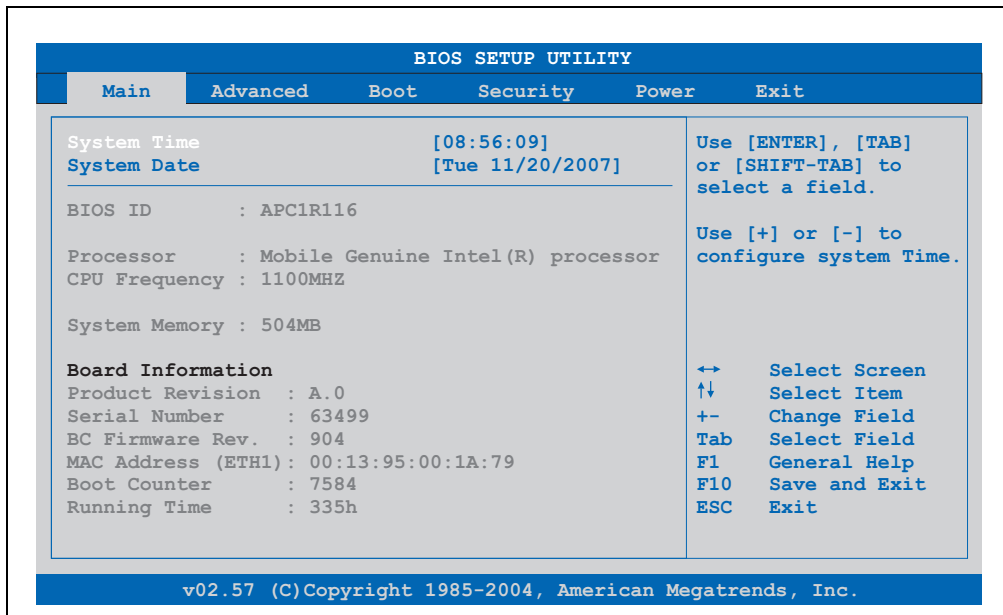 BIOS SETUP UTILITY
Main Advanced Boot Security Power Exit
System Time [08:56:09]
System Date [Tue 11/20/2007]
BIOS ID : APC1R116
Processor : Mobile Genuine Intel(R) processor
CPU Frequency : 1100MHZ
System Memory : 504MB
Board Information
Product Revision : A.0
Serial Number : 63499
BC Firmware Rev. : 904
MAC Address (ETH1): 00:13:95:00:1A:79
Boot Counter : 7584
Running Time : 335h
Use [ENTER], [TAB]
or [SHIFT-TAB] to
select a field.
Use [+] or [-] to
configure system Time.
↔ Select Screen
↑↓ Select Item
+- Change Field
Tab Select Field
F1 General Help
F10 Save and Exit
ESC Exit
v02.57 (C)Copyright 1985-2004, American Megatrends, Inc.